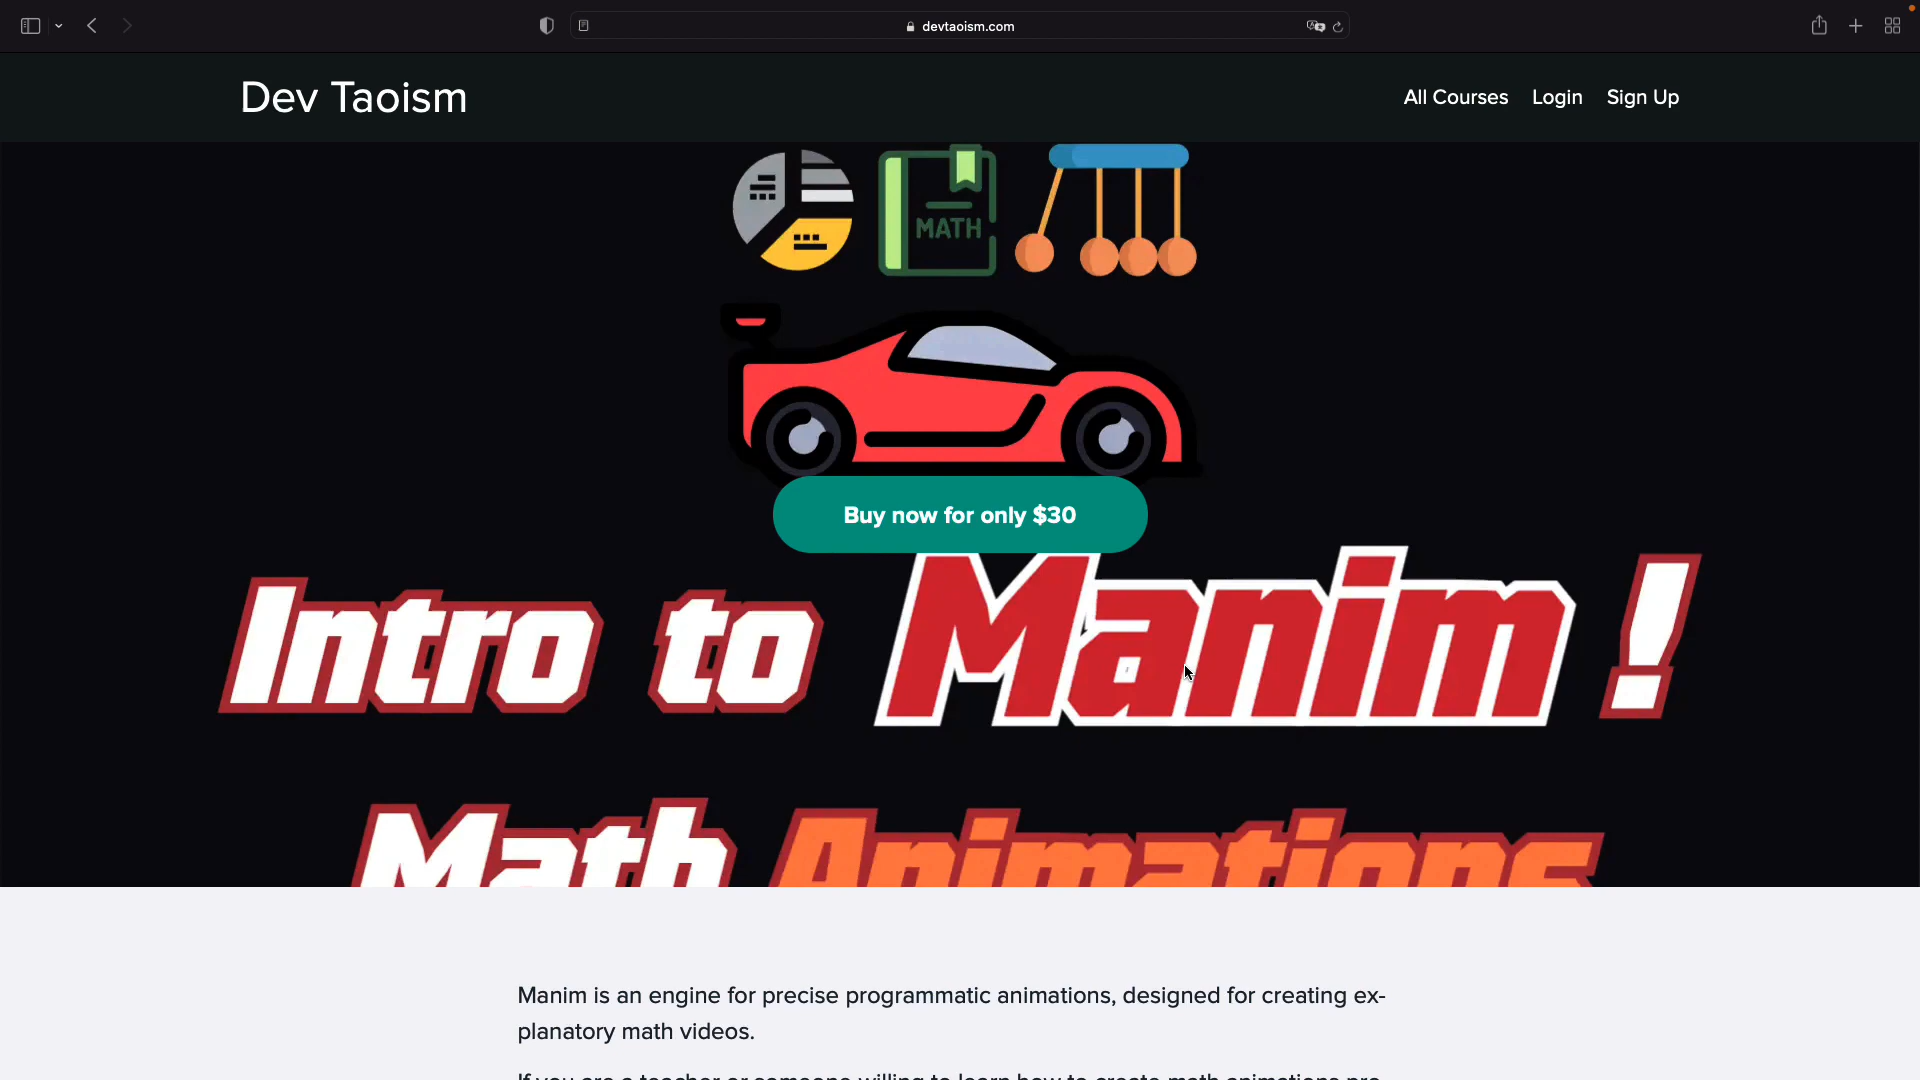 devtaoism.com
Dev Taoism
All Courses
Login
Sign Up
MATH
Buy now for only $30
Intro to Manim !
Math Animations
Manim is an engine for precise programmatic animations, designed for creating ex-
planatory math videos.
If you are a teacher or someone willing to learn how to create math animations pro-